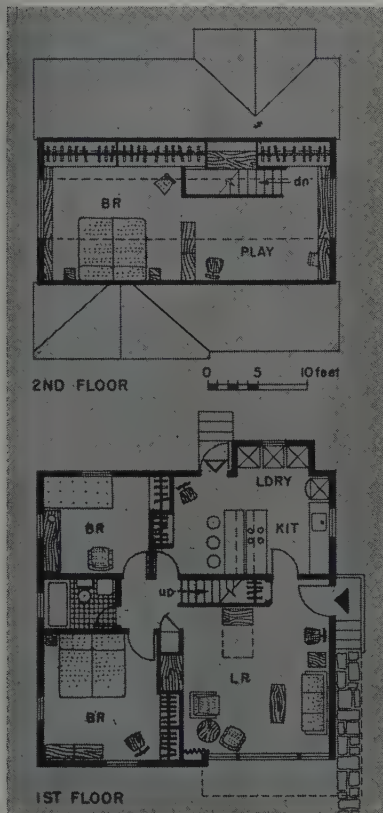 BR
dn
PLAY
2ND FLOOR
0 5 10 feet
LDRY
BR
KIT
up
LR
BR
1ST FLOOR